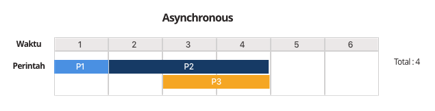 Asynchronous
Waktu 1 2 3 4 5 6
Perintah P1 P2 Total : 4
P3